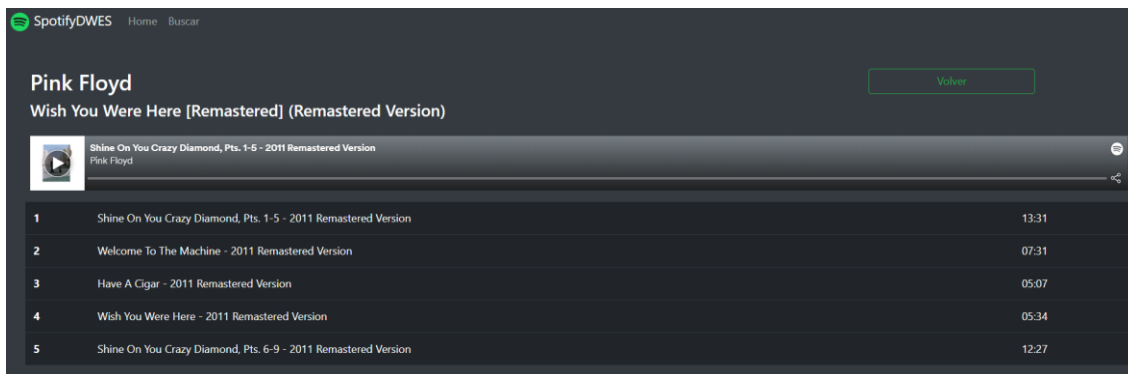 SpotifyDWES Home Buscar
Pink Floyd
Volver
Wish You Were Here [Remastered] (Remastered Version)
Shine On You Crazy Diamond, Pts. 1-5 - 2011 Remastered Version
Pink Floyd
1 Shine On You Crazy Diamond, Pts. 1-5 - 2011 Remastered Version 13:31
2 Welcome To The Machine - 2011 Remastered Version 07:31
3 Have A Cigar - 2011 Remastered Version 05:07
4 Wish You Were Here - 2011 Remastered Version 05:34
5 Shine On You Crazy Diamond, Pts. 6-9 - 2011 Remastered Version 12:27